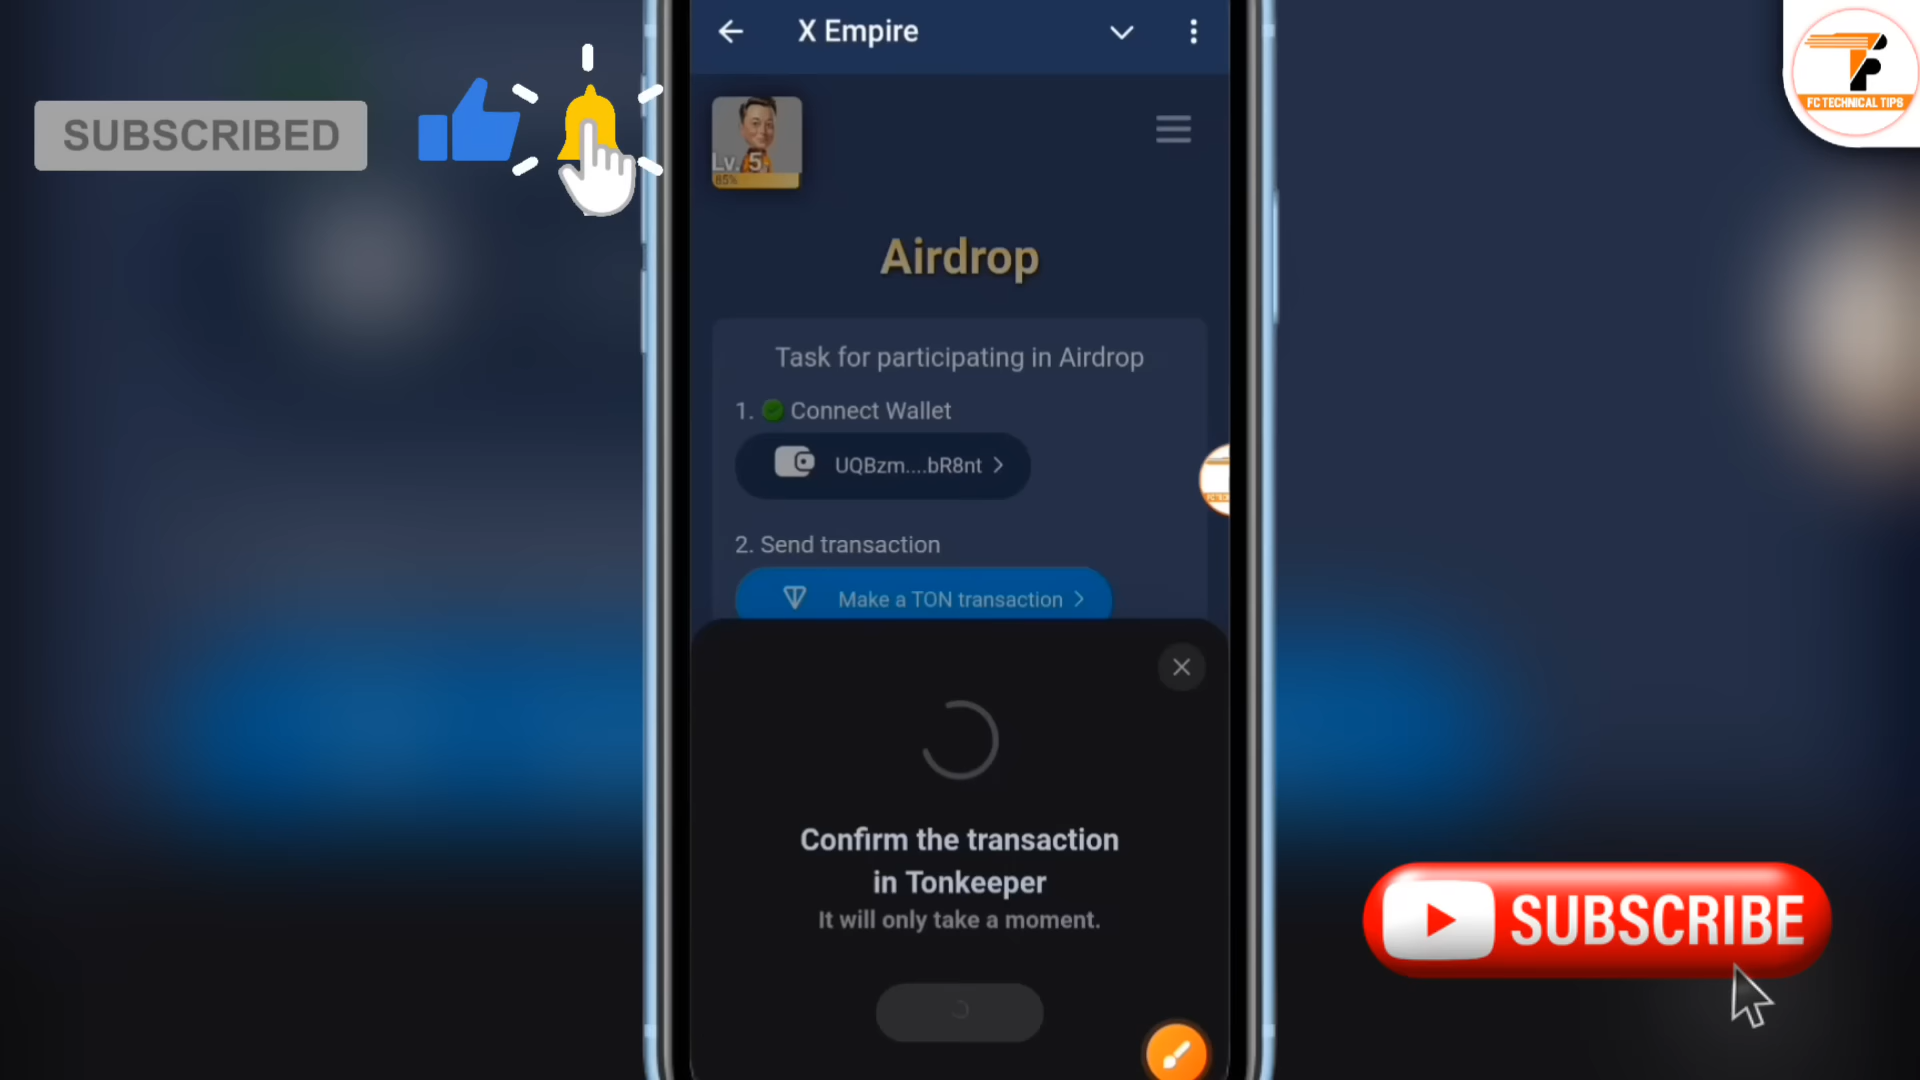 X Empire
SUBSCRIBED
FC TECHNICAL TIPS
Lv. 5
85%
Airdrop
Task for participating in Airdrop
1. Connect Wallet
UQBzm....bR8nt
2. Send transaction
Make a TON transaction
Confirm the transaction
in Tonkeeper
It will only take a moment.
SUBSCRIBE